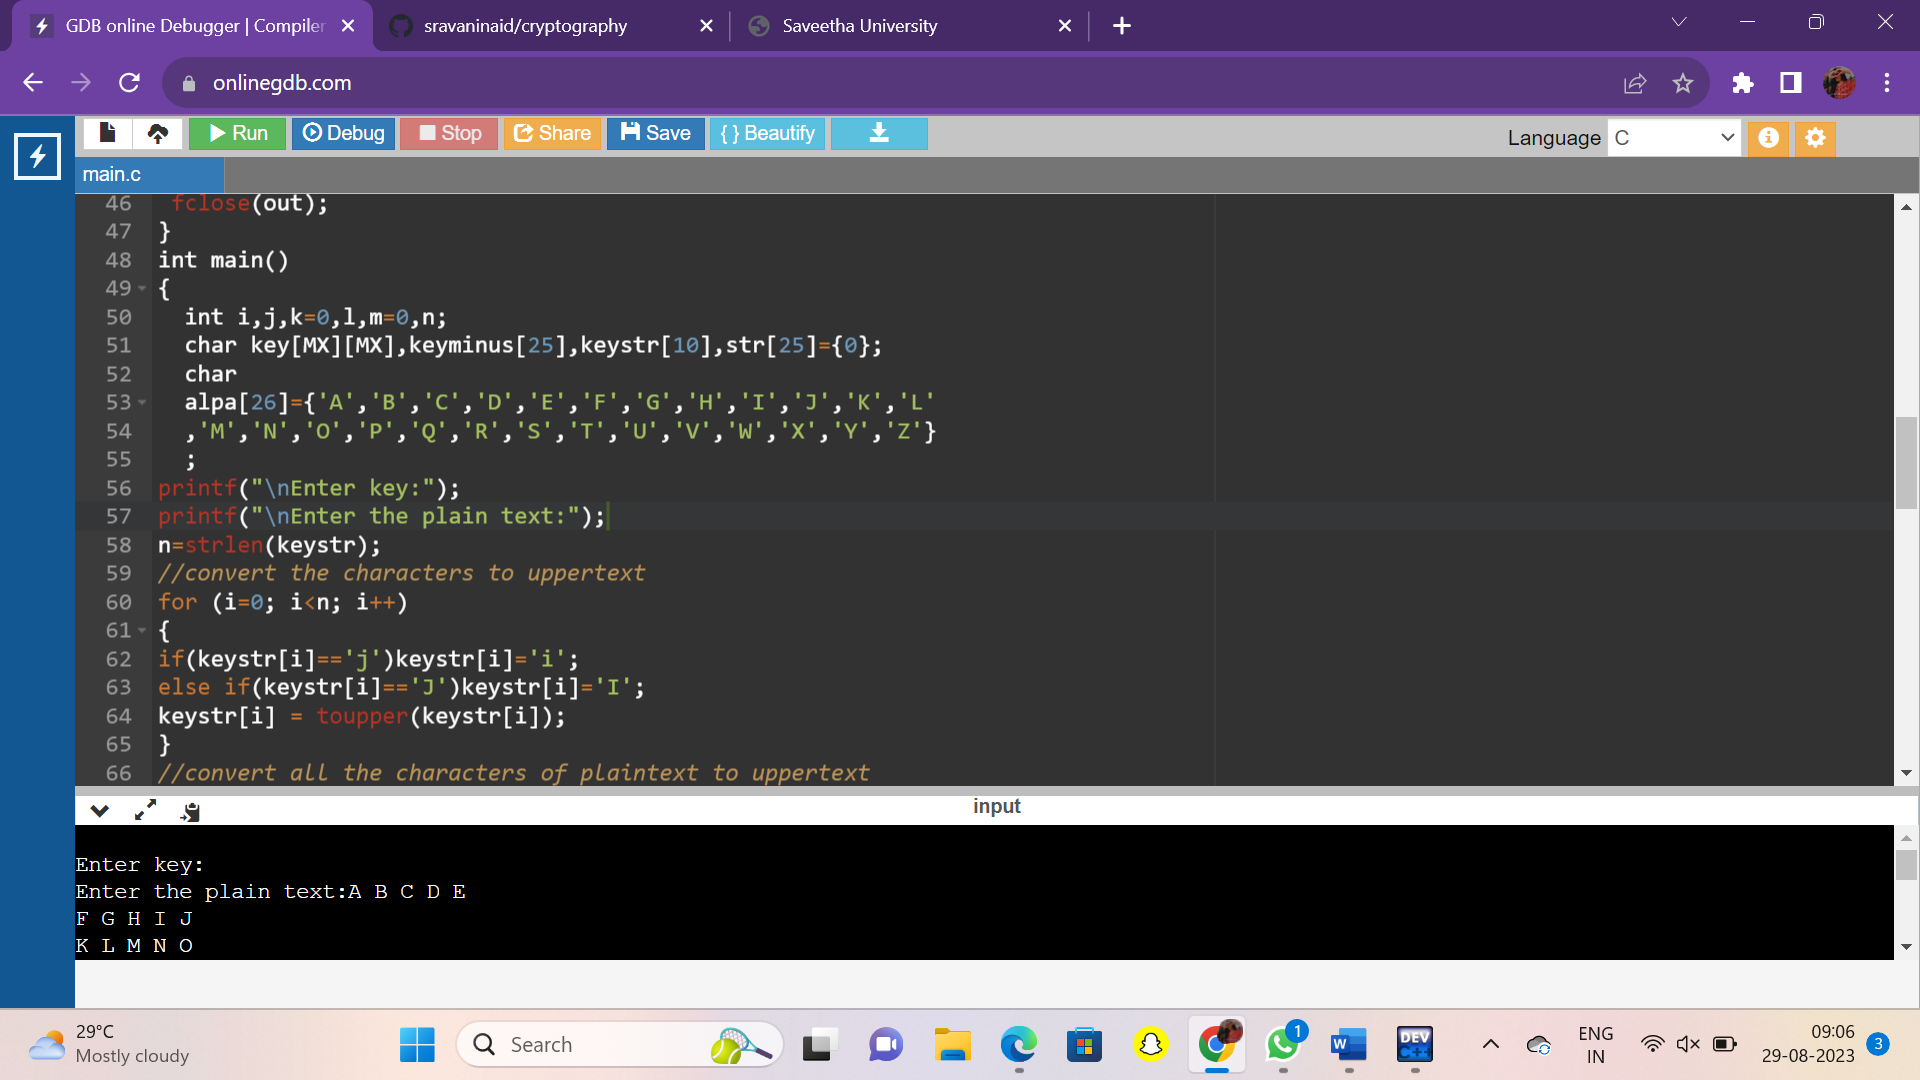 GDB online Debugger | Compiler
sravaninaid/cryptography
Saveetha University
onlinegdb.com
Run
Debug
Stop
Share
Save
{ } Beautify
Language
C
main.c
46 fclose(out);
47 }
48 int main()
49 {
50 int i,j,k=0,l,m=0,n;
51 char key[MX][MX],keyminus[25],keystr[10],str[25]={0};
52 char
53 alpa[26]={'A','B','C','D','E','F','G','H','I','J','K','L'
54 ,'M','N','O','P','Q','R','S','T','U','V','W','X','Y','Z'}
55 ;
56 printf("\nEnter key:");
57 printf("\nEnter the plain text:");
58 n=strlen(keystr);
59 //convert the characters to uppertext
60 for (i=0; i<n; i++)
61 {
62 if(keystr[i]=='j')keystr[i]='i';
63 else if(keystr[i]=='J')keystr[i]='I';
64 keystr[i] = toupper(keystr[i]);
65 }
66 //convert all the characters of plaintext to uppertext
input
Enter key:
Enter the plain text:A B C D E
F G H I J
K L M N O
29°C
Mostly cloudy
Search
1
W
DEV
C++
ENG
IN
09:06
29-08-2023
3